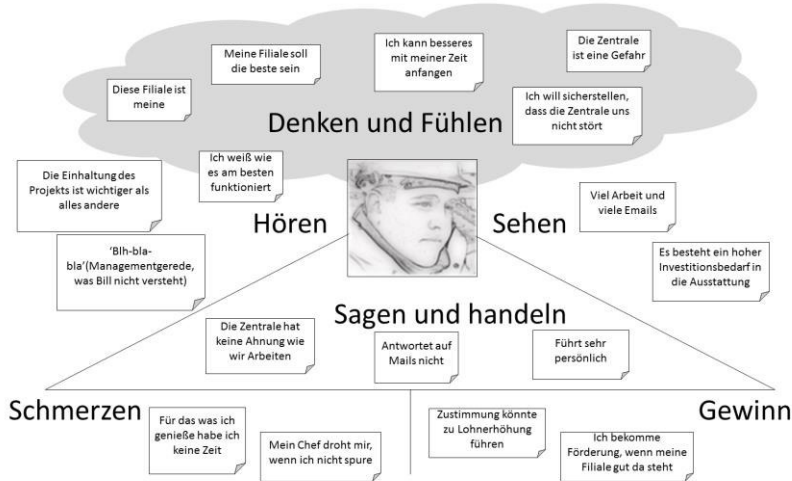 Meine Filiale soll
die beste sein
Ich kann besseres
mit meiner Zeit
anfangen
Die Zentrale
ist eine Gefahr
Diese Filiale ist
meine
Ich will sicherstellen,
dass die Zentrale uns
nicht stört
Denken und Fühlen
Die Einhaltung des
Projekts ist wichtiger als
alles andere
Ich weiß wie
es am besten
funktioniert
Hören
Sehen
Viel Arbeit und
viele Emails
'Blh-bla-
bla'(Managementgerede,
was Bill nicht versteht)
Es besteht ein hoher
Investitionsbedarf in
die Ausstattung
Sagen und handeln
Die Zentrale hat
keine Ahnung wie
wir Arbeiten
Antwortet auf
Mails nicht
Führt sehr
persönlich
Schmerzen
Gewinn
Für das was ich
genieße habe ich
keine Zeit
Mein Chef droht mir,
wenn ich nicht spure
Zustimmung könnte
zu Lohnerhöhung
führen
Ich bekomme
Förderung, wenn meine
Filiale gut da steht